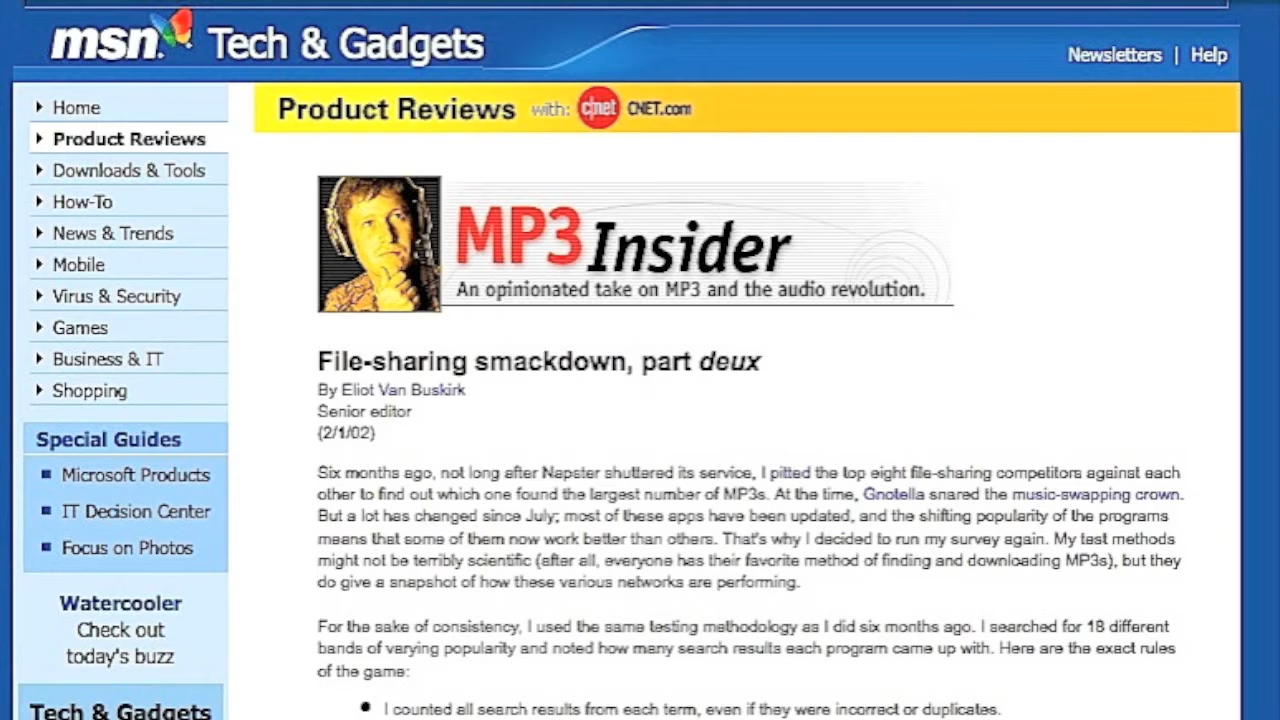 msn Tech & Gadgets
Newsletters | Help
Home
Product Reviews
Downloads & Tools
How-To
News & Trends
Mobile
Virus & Security
Games
Business & IT
Shopping
Special Guides
Microsoft Products
IT Decision Center
Focus on Photos
Watercooler
Check out
today's buzz
Tech & Gadgets
Product Reviews with: c|net CNET.com
MP3 Insider
An opinionated take on MP3 and the audio revolution.
File-sharing smackdown, part deux
By Eliot Van Buskirk
Senior editor
(2/1/02)
Six months ago, not long after Napster shuttered its service, I pitted the top eight file-sharing competitors against each
other to find out which one found the largest number of MP3s. At the time, Gnotella snared the music-swapping crown.
But a lot has changed since July; most of these apps have been updated, and the shifting popularity of the programs
means that some of them now work better than others. That's why I decided to run my survey again. My test methods
might not be terribly scientific (after all, everyone has their favorite method of finding and downloading MP3s), but they
do give a snapshot of how these various networks are performing.
For the sake of consistency, I used the same testing methodology as I did six months ago. I searched for 18 different
bands of varying popularity and noted how many search results each program came up with. Here are the exact rules
of the game:
I counted all search results from each term, even if they were incorrect or duplicates.